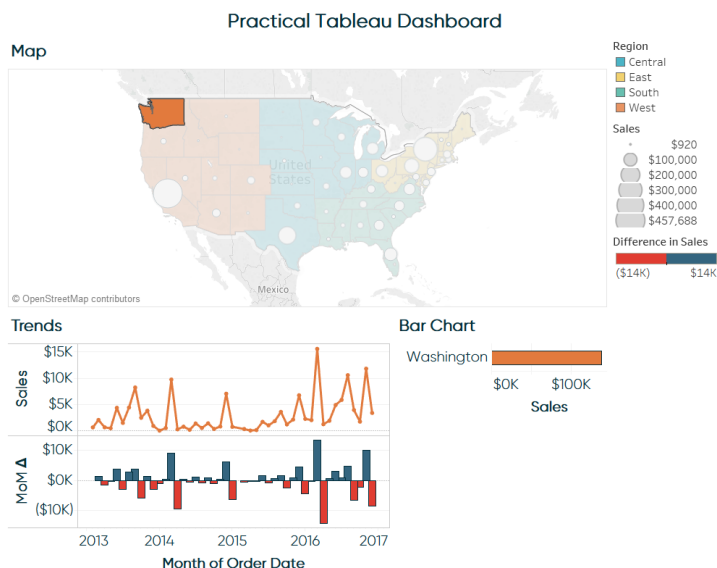 Practical Tableau Dashboard
Map
United
States
Mexico
© OpenStreetMap contributors
Region
Central
East
South
West
Sales
$920
$100,000
$200,000
$300,000
$400,000
$457,688
Difference in Sales
($14K) $14K
Trends
Sales
$15K
$10K
$5K
$0K
MoM Δ
$10K
$0K
($10K)
2013 2014 2015 2016 2017
Month of Order Date
Bar Chart
Washington
$0K $100K
Sales